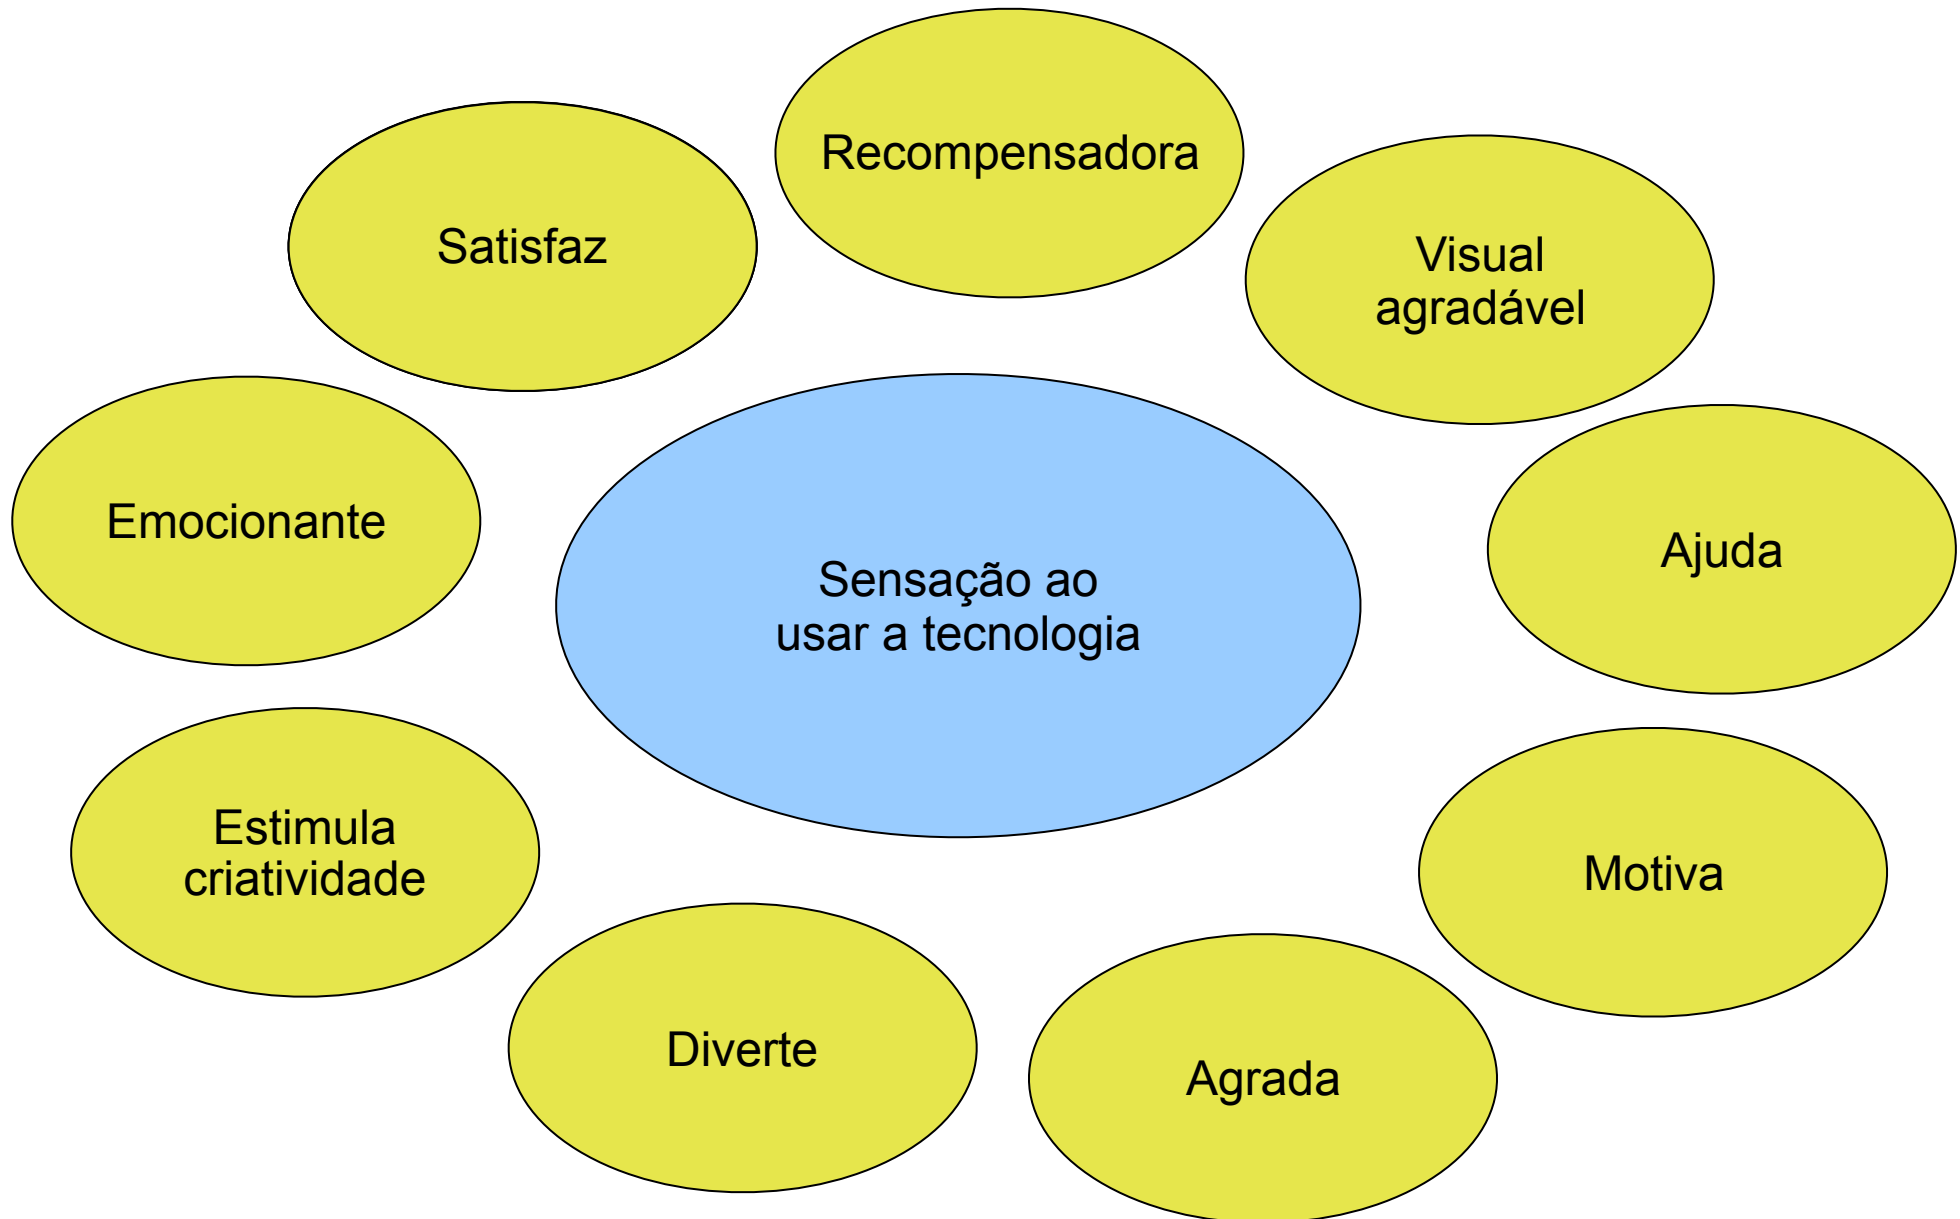 Recompensadora
Satisfaz
Visual
agradável
Emocionante
Ajuda
Sensação ao
usar a tecnologia
Estimula
criatividade
Motiva
Diverte
Agrada